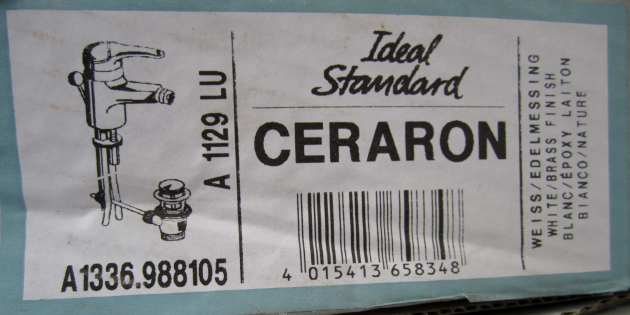 A 1129 LU
A1336.988105
Ideal
Standard
CERARON
4 015413 658348
WEISS/EDELMESSING
WHITE/BRASS FINISH
BLANC/ÉPOXY LAITON
BIANCO/NATURE